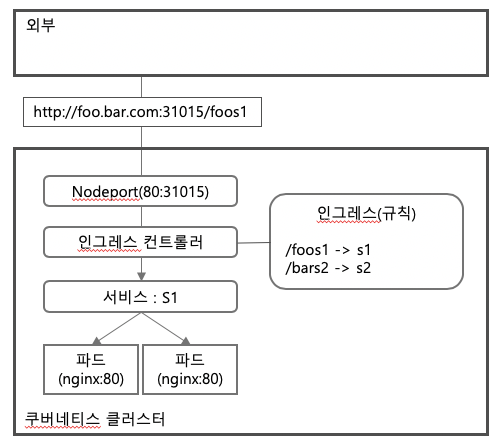 외부
http://foo.bar.com:31015/foos1
Nodeport(80:31015)
인그레스 컨트롤러
인그레스(규칙)
/foos1 -> s1
/bars2 -> s2
서비스 : S1
파드
(nginx:80)
파드
(nginx:80)
쿠버네티스 클러스터